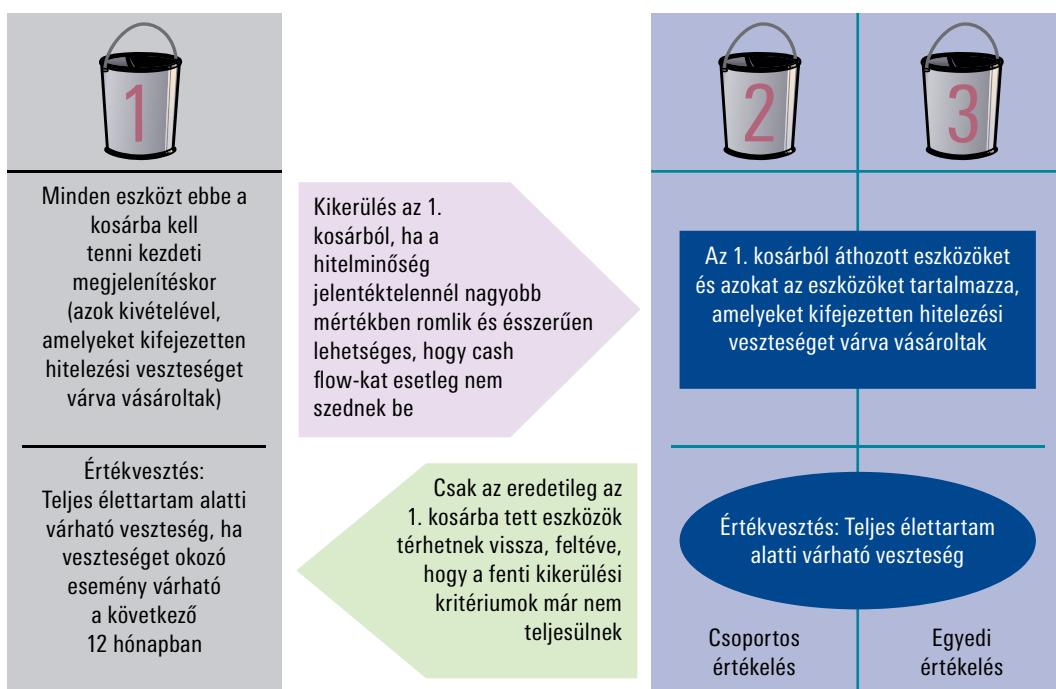 1
Minden eszközt ebbe a
kosárba kell
tenni kezdeti
megjelenítéskor
(azok kivételével,
amelyeket kifejezetten
hitelezési veszteséget
várva vásároltak)
Értékvesztés:
Teljes élettartam alatti
várható veszteség, ha
veszteséget okozó
esemény várható
a következő
12 hónapban
Kikerülés az 1.
kosárból, ha a
hitelminőség
jelentéktelennél nagyobb
mértékben romlik és ésszerűen
lehetséges, hogy cash
flow-kat esetleg nem
szednek be
Csak az eredetileg az
1. kosárba tett eszközök
térhetnek vissza, feltéve,
hogy a fenti kikerülési
kritériumok már nem
teljesülnek
2
3
Az 1. kosárból áthozott eszközöket
és azokat az eszközöket tartalmazza,
amelyeket kifejezetten hitelezési
veszteséget várva vásároltak
Értékvesztés: Teljes élettartam
alatti várható veszteség
Csoportos
értékelés
Egyedi
értékelés